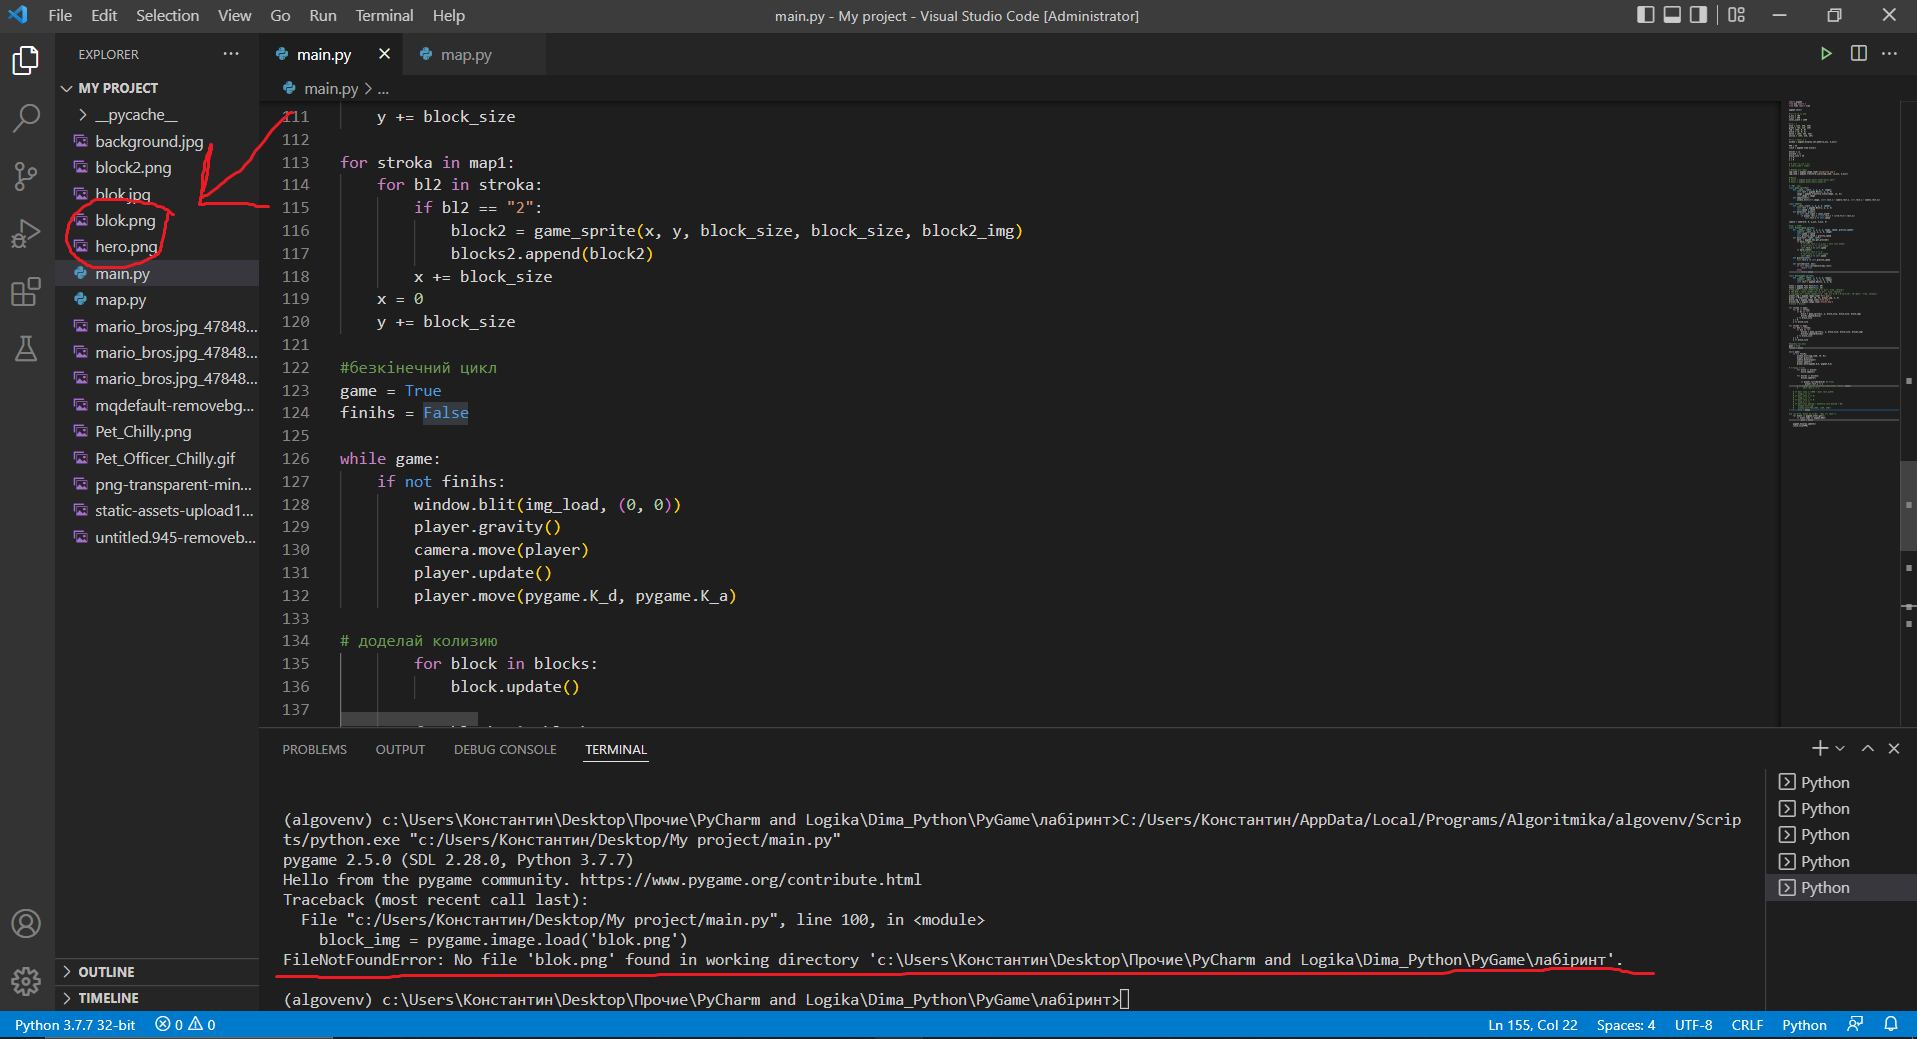 File Edit Selection View Go Run Terminal Help
main.py - My project - Visual Studio Code [Administrator]
EXPLORER
MY PROJECT
__pycache__
background.jpg
block2.png
blok.jpg
blok.png
hero.png
main.py
map.py
mario_bros.jpg_47848...
mario_bros.jpg_47848...
mario_bros.jpg_47848...
mqdefault-removebg...
Pet_Chilly.png
Pet_Officer_Chilly.gif
png-transparent-min...
static-assets-upload1...
untitled.945-removeb...
OUTLINE
TIMELINE
main.py map.py
main.py > ...
111 y += block_size
112
113 for stroka in map1:
114 for bl2 in stroka:
115 if bl2 == "2":
116 block2 = game_sprite(x, y, block_size, block_size, block2_img)
117 blocks2.append(block2)
118 x += block_size
119 x = 0
120 y += block_size
121
122 #безкінечний цикл
123 game = True
124 finihs = False
125
126 while game:
127 if not finihs:
128 window.blit(img_load, (0, 0))
129 player.gravity()
130 camera.move(player)
131 player.update()
132 player.move(pygame.K_d, pygame.K_a)
133
134 # доделай колизию
135 for block in blocks:
136 block.update()
137
PROBLEMS OUTPUT DEBUG CONSOLE TERMINAL
(algovenv) c:\Users\Константин\Desktop\Прочие\PyCharm and Logika\Dima_Python\PyGame\лабіринт>C:/Users/Константин/AppData/Local/Programs/Algoritmika/algovenv/Scrip
ts/python.exe "c:/Users/Константин/Desktop/My project/main.py"
pygame 2.5.0 (SDL 2.28.0, Python 3.7.7)
Hello from the pygame community. https://www.pygame.org/contribute.html
Traceback (most recent call last):
File "c:/Users/Константин/Desktop/My project/main.py", line 100, in <module>
block_img = pygame.image.load('blok.png')
FileNotFoundError: No file 'blok.png' found in working directory 'c:\Users\Константин\Desktop\Прочие\PyCharm and Logika\Dima_Python\PyGame\лабіринт'.
(algovenv) c:\Users\Константин\Desktop\Прочие\PyCharm and Logika\Dima_Python\PyGame\лабіринт>
Python
Python
Python
Python
Python
Python 3.7.7 32-bit 0 0 Ln 155, Col 22 Spaces: 4 UTF-8 CRLF Python